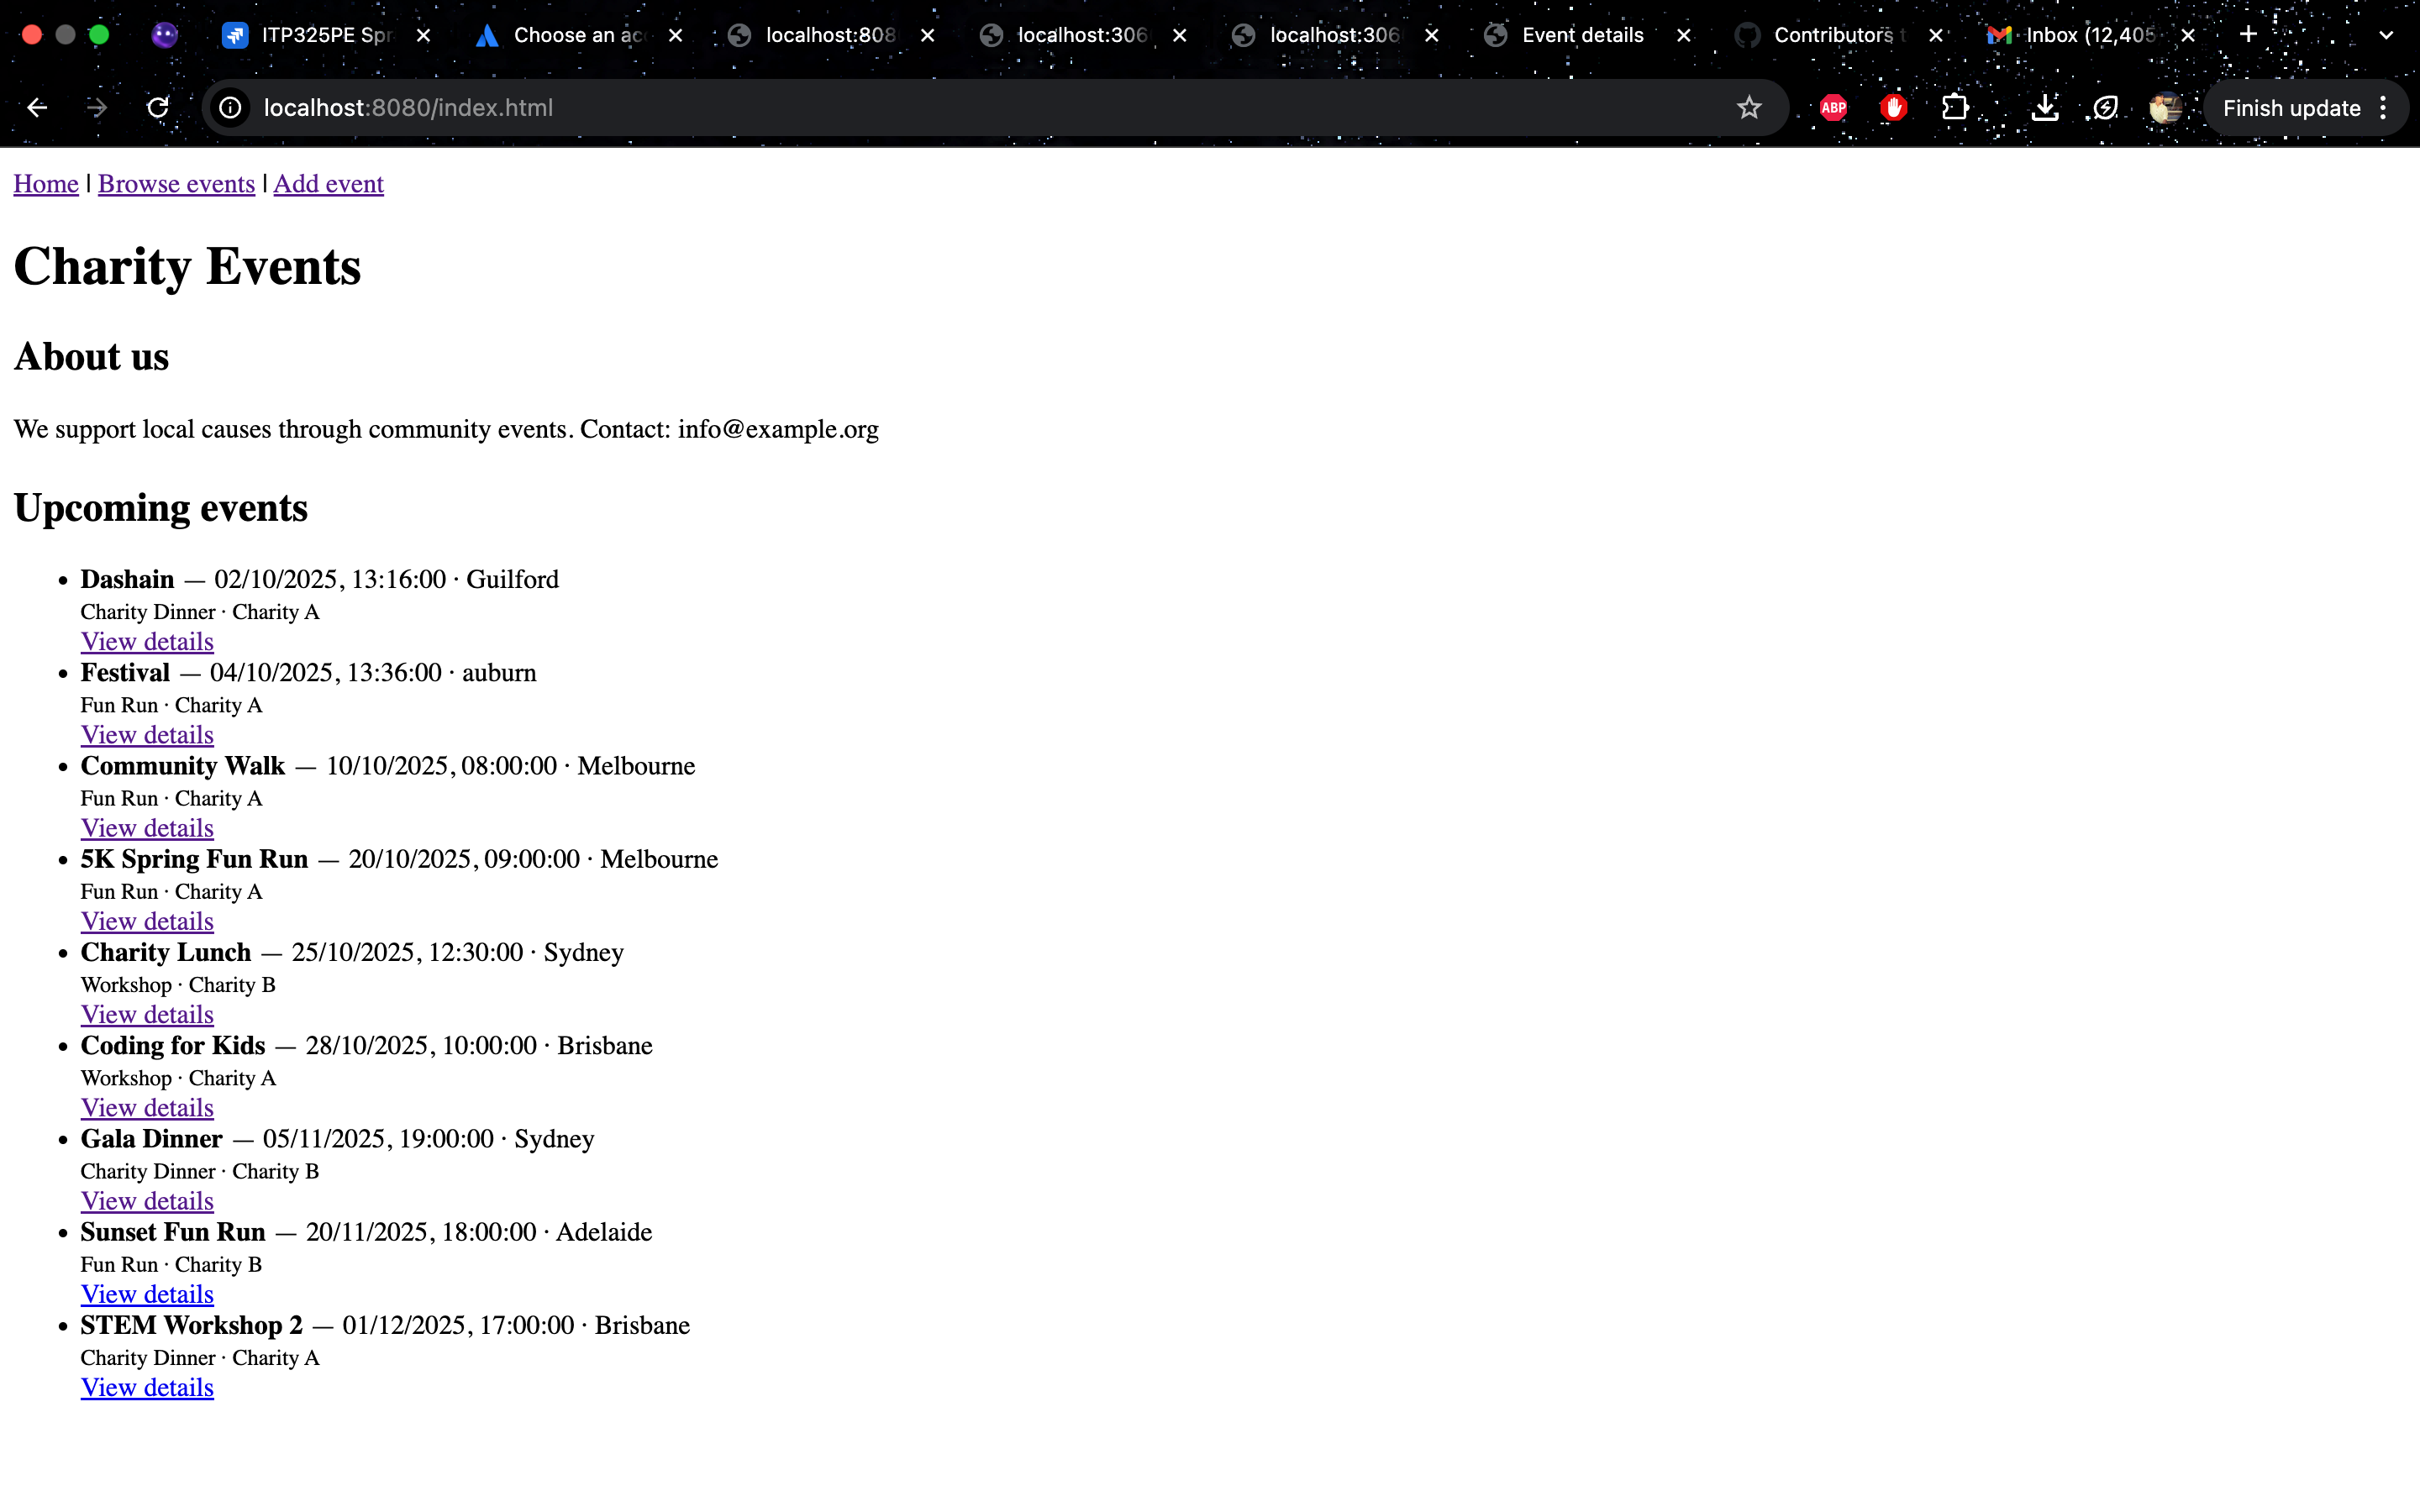 ITP325PE Spr
Choose an ac
localhost:808
localhost:306
localhost:306
Event details
Contributors t
Inbox (12,405
localhost:8080/index.html
ABP
Finish update
Home | Browse events | Add event
Charity Events
About us
We support local causes through community events. Contact: info@example.org
Upcoming events
• Dashain — 02/10/2025, 13:16:00 · Guilford
Charity Dinner · Charity A
View details
• Festival — 04/10/2025, 13:36:00 · auburn
Fun Run · Charity A
View details
• Community Walk — 10/10/2025, 08:00:00 · Melbourne
Fun Run · Charity A
View details
• 5K Spring Fun Run — 20/10/2025, 09:00:00 · Melbourne
Fun Run · Charity A
View details
• Charity Lunch — 25/10/2025, 12:30:00 · Sydney
Workshop · Charity B
View details
• Coding for Kids — 28/10/2025, 10:00:00 · Brisbane
Workshop · Charity A
View details
• Gala Dinner — 05/11/2025, 19:00:00 · Sydney
Charity Dinner · Charity B
View details
• Sunset Fun Run — 20/11/2025, 18:00:00 · Adelaide
Fun Run · Charity B
View details
• STEM Workshop 2 — 01/12/2025, 17:00:00 · Brisbane
Charity Dinner · Charity A
View details